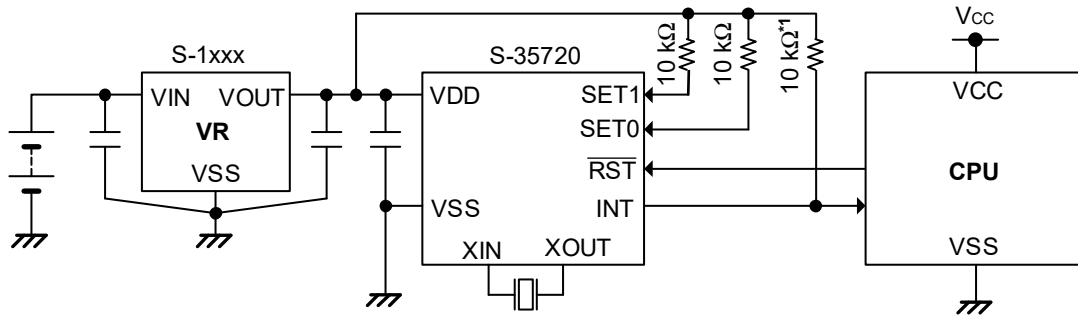 S-1xxx
VIN
VOUT
VR
VSS
S-35720
VDD
VSS
SET1
SET0
RST
INT
XIN
XOUT
10 kΩ
10 kΩ
10 kΩ*1
VCC
VCC
CPU
VSS